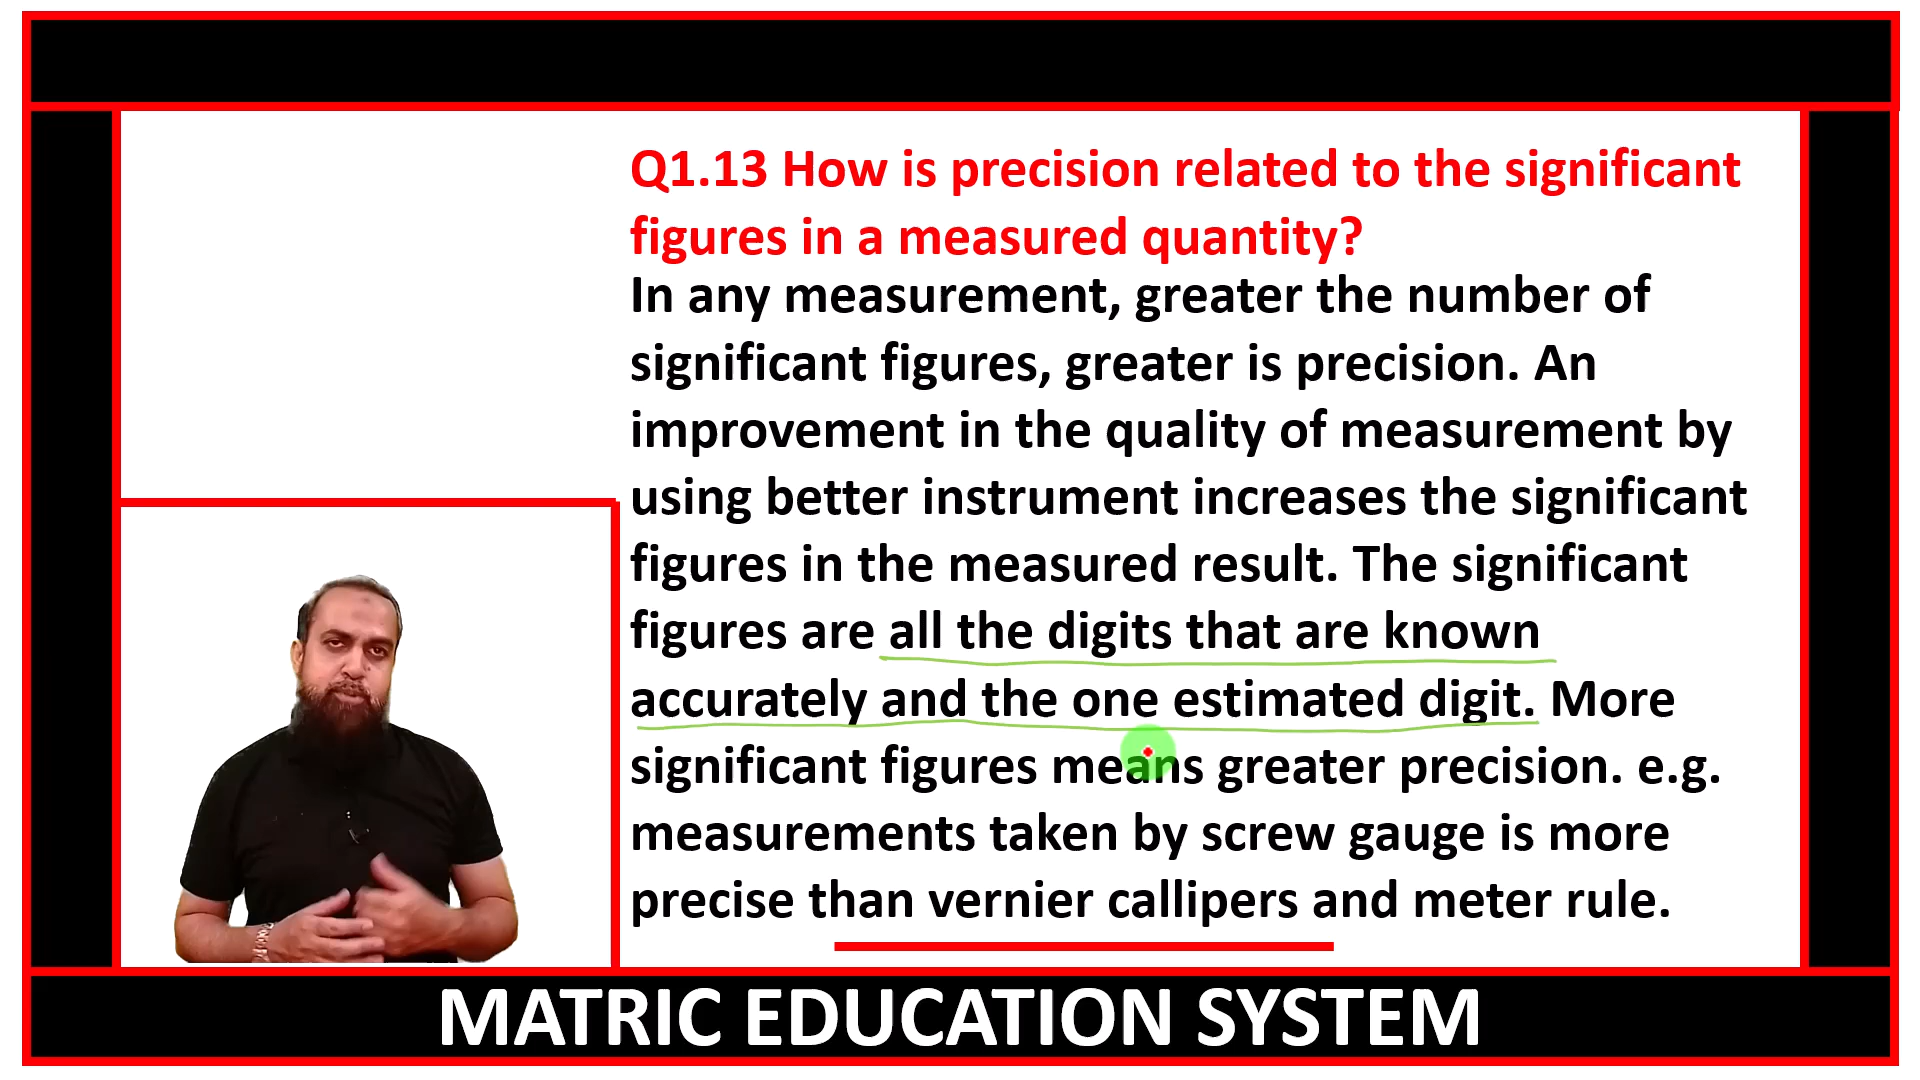 Q1.13 How is precision related to the significant
figures in a measured quantity?
In any measurement, greater the number of
significant figures, greater is precision. An
improvement in the quality of measurement by
using better instrument increases the significant
figures in the measured result. The significant
figures are all the digits that are known
accurately and the one estimated digit. More
significant figures means greater precision. e.g.
measurements taken by screw gauge is more
precise than vernier callipers and meter rule.
MATRIC EDUCATION SYSTEM